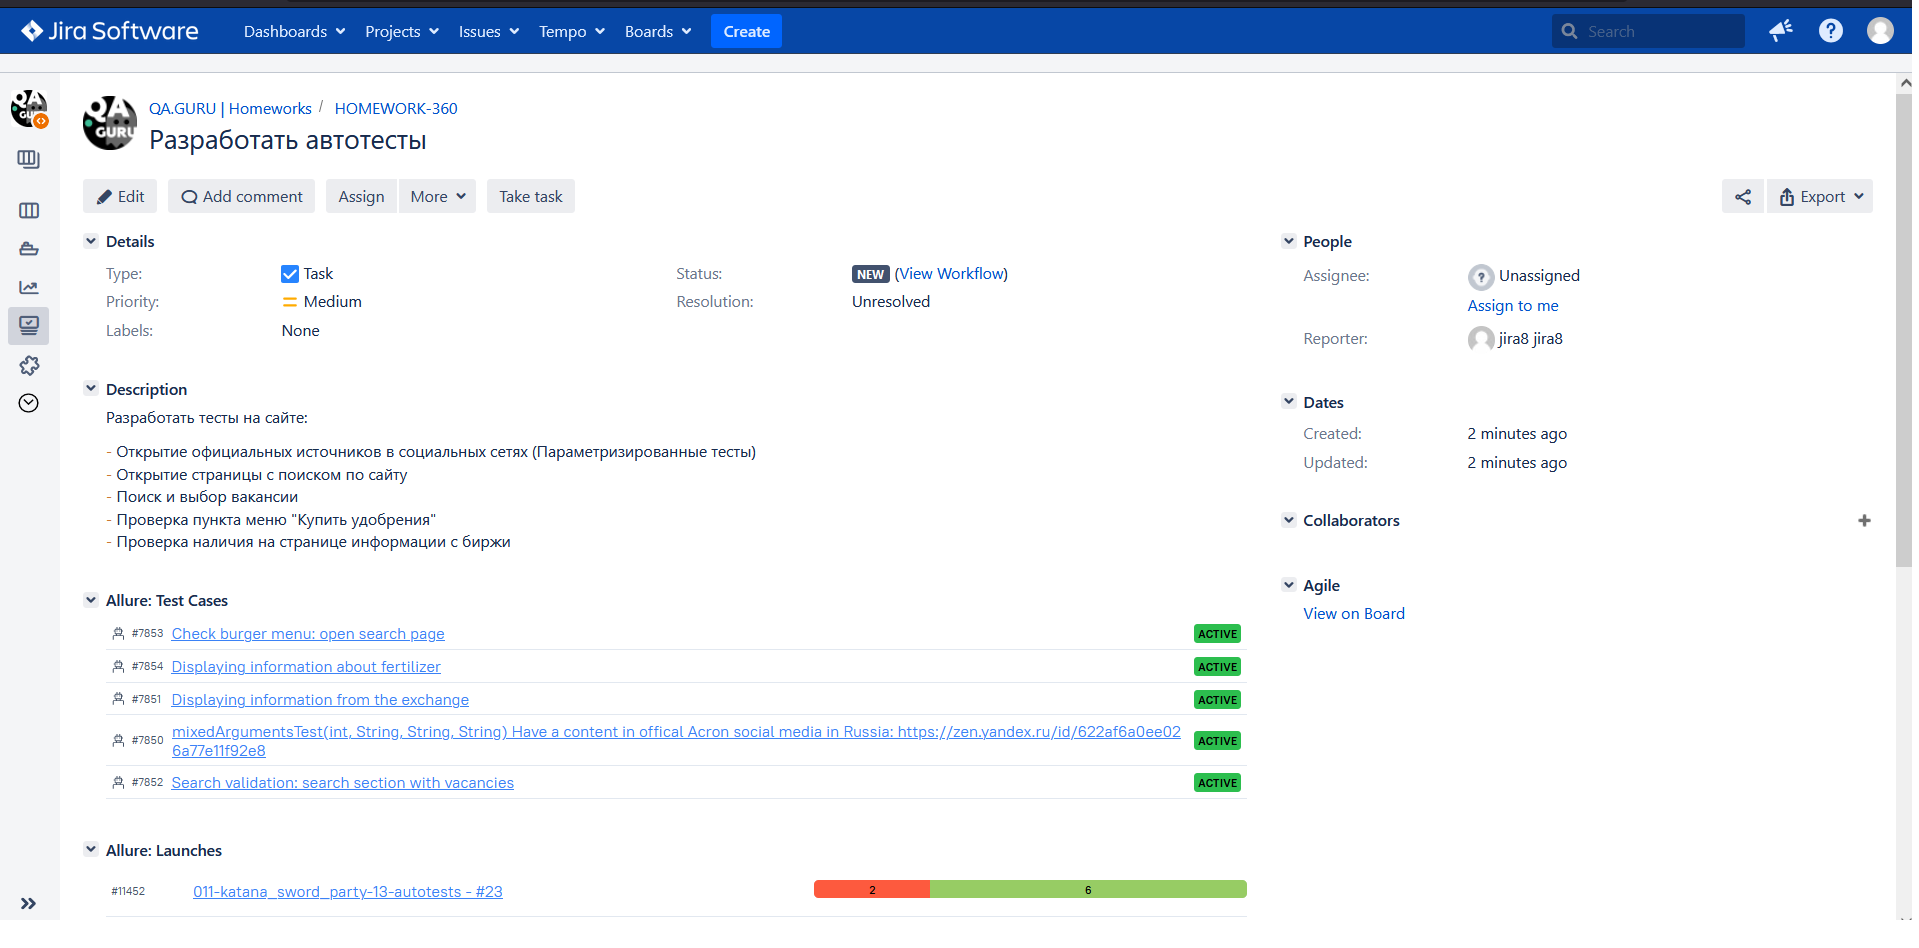 Jira Software Dashboards Projects Issues Tempo Boards Create Search
QA GURU
QA.GURU | Homeworks / HOMEWORK-360
Разработать автотесты
Edit Add comment Assign More Take task Export
Details
Type: Task Status: NEW (View Workflow)
Priority: Medium Resolution: Unresolved
Labels: None
Description
Разработать тесты на сайте:
- Открытие официальных источников в социальных сетях (Параметризированные тесты)
- Открытие страницы с поиском по сайту
- Поиск и выбор вакансии
- Проверка пункта меню "Купить удобрения"
- Проверка наличия на странице информации с биржи
Allure: Test Cases
#7853 Check burger menu: open search page ACTIVE
#7854 Displaying information about fertilizer ACTIVE
#7851 Displaying information from the exchange ACTIVE
#7850 mixedArgumentsTest(int, String, String, String) Have a content in offical Acron social media in Russia: https://zen.yandex.ru/id/622af6a0ee02
6a77e11f92e8 ACTIVE
#7852 Search validation: search section with vacancies ACTIVE
Allure: Launches
#11452 011-katana_sword_party-13-autotests - #23 2 6
People
Assignee: Unassigned
Assign to me
Reporter: jira8 jira8
Dates
Created: 2 minutes ago
Updated: 2 minutes ago
Collaborators
Agile
View on Board